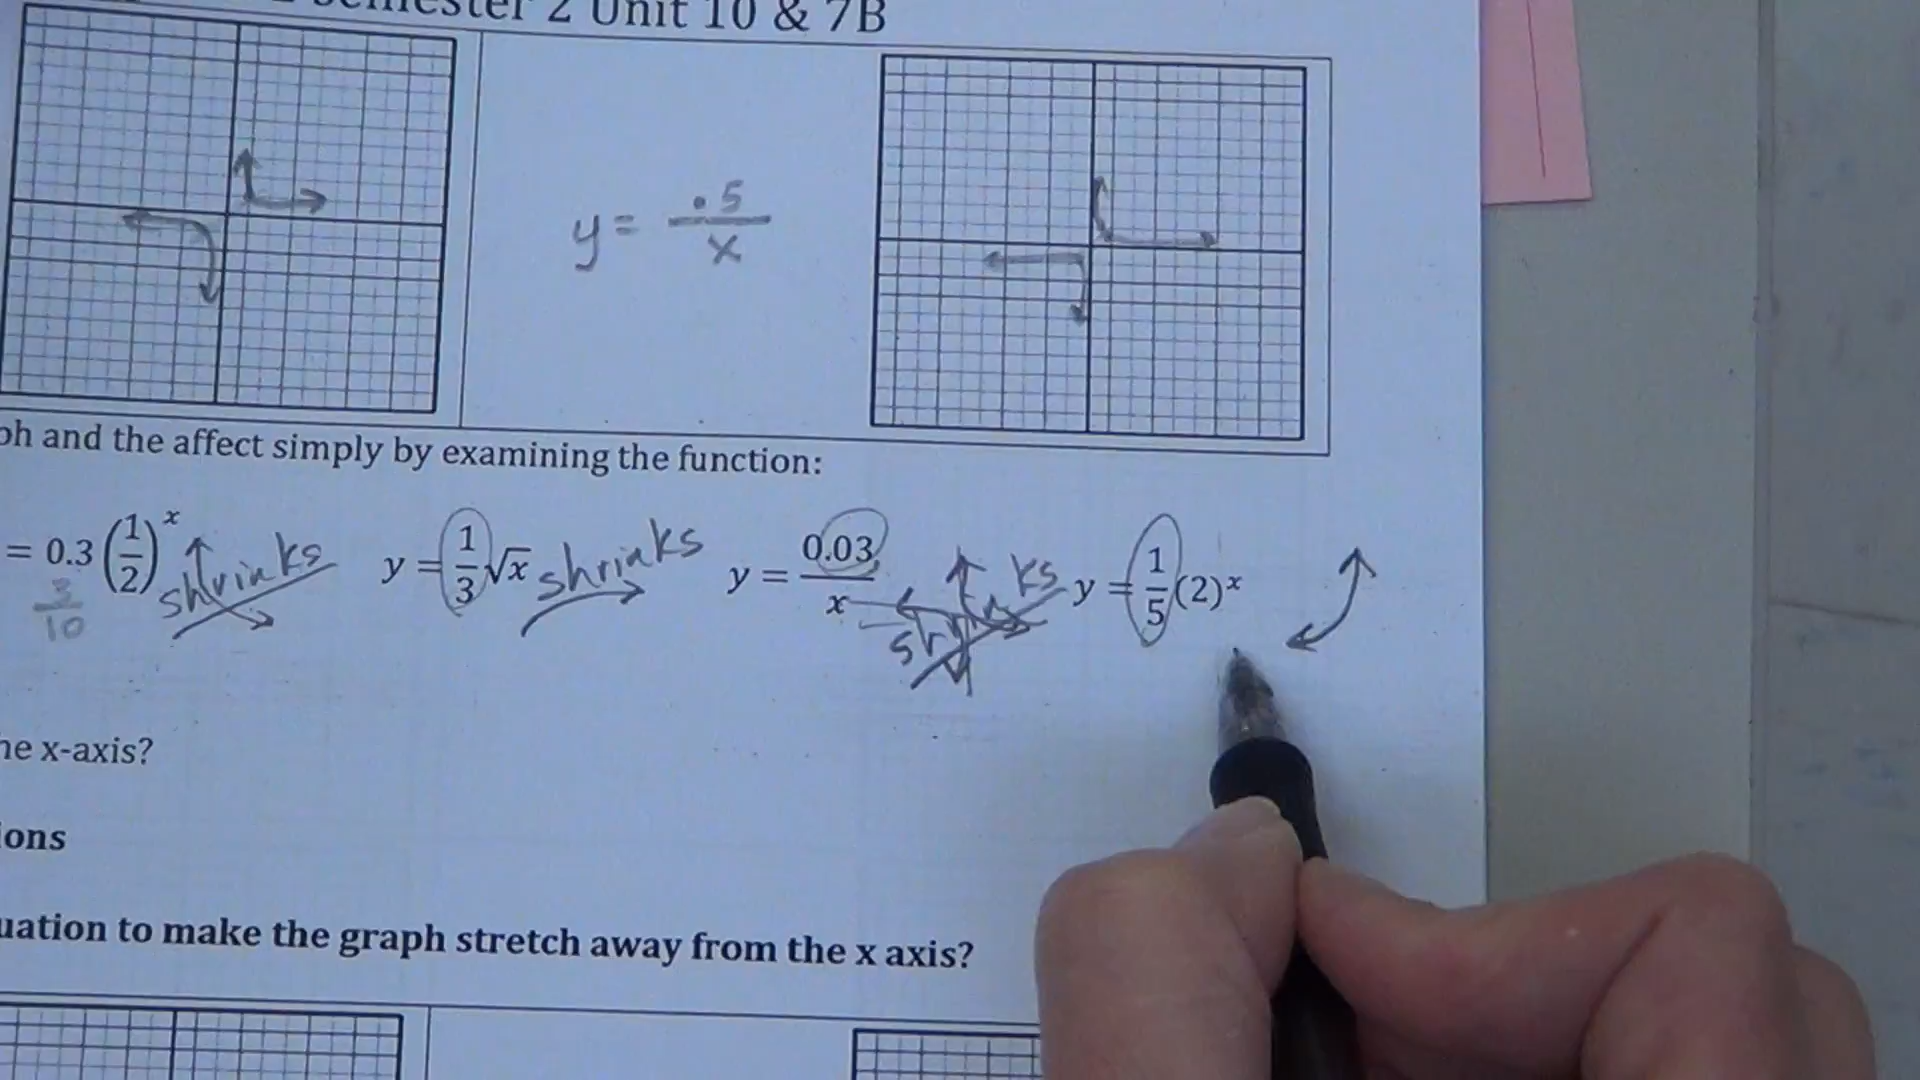 Semester 2 Unit 10 & 7B
y = .5/x
ph and the affect simply by examining the function:
= 0.3 (1/2)^x shrinks y = 1/3 √x shrinks y = 0.03/x shrinks y = 1/5 (2)^x
3/10
he x-axis?
ions
uation to make the graph stretch away from the x axis?